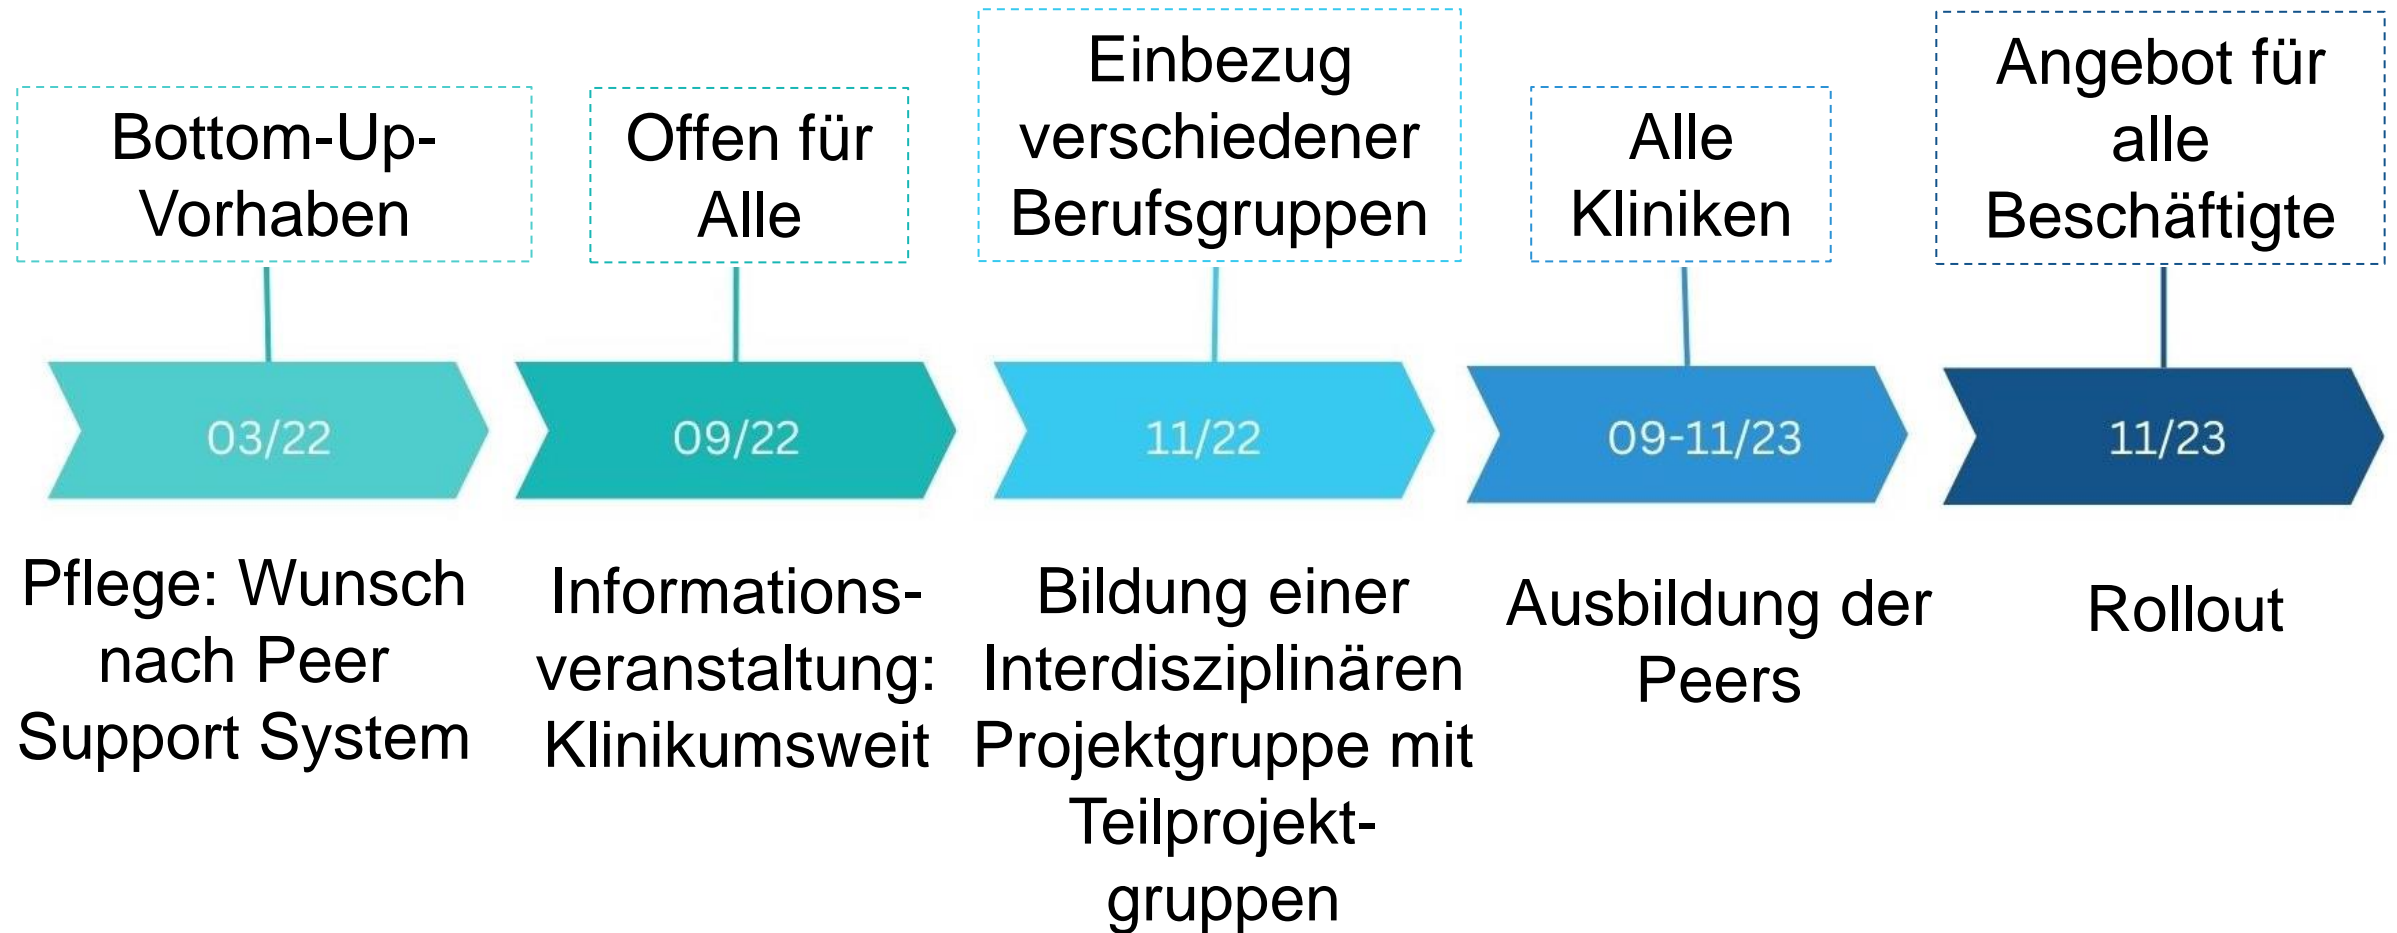 Bottom-Up-
Vorhaben
Offen für
Alle
Einbezug
verschiedener
Berufsgruppen
Alle
Kliniken
Angebot für
alle
Beschäftigte
03/22
09/22
11/22
09-11/23
11/23
Pflege: Wunsch
nach Peer
Support System
Informations-
veranstaltung:
Klinikumsweit
Bildung einer
Interdisziplinären
Projektgruppe mit
Teilprojekt-
gruppen
Ausbildung der
Peers
Rollout